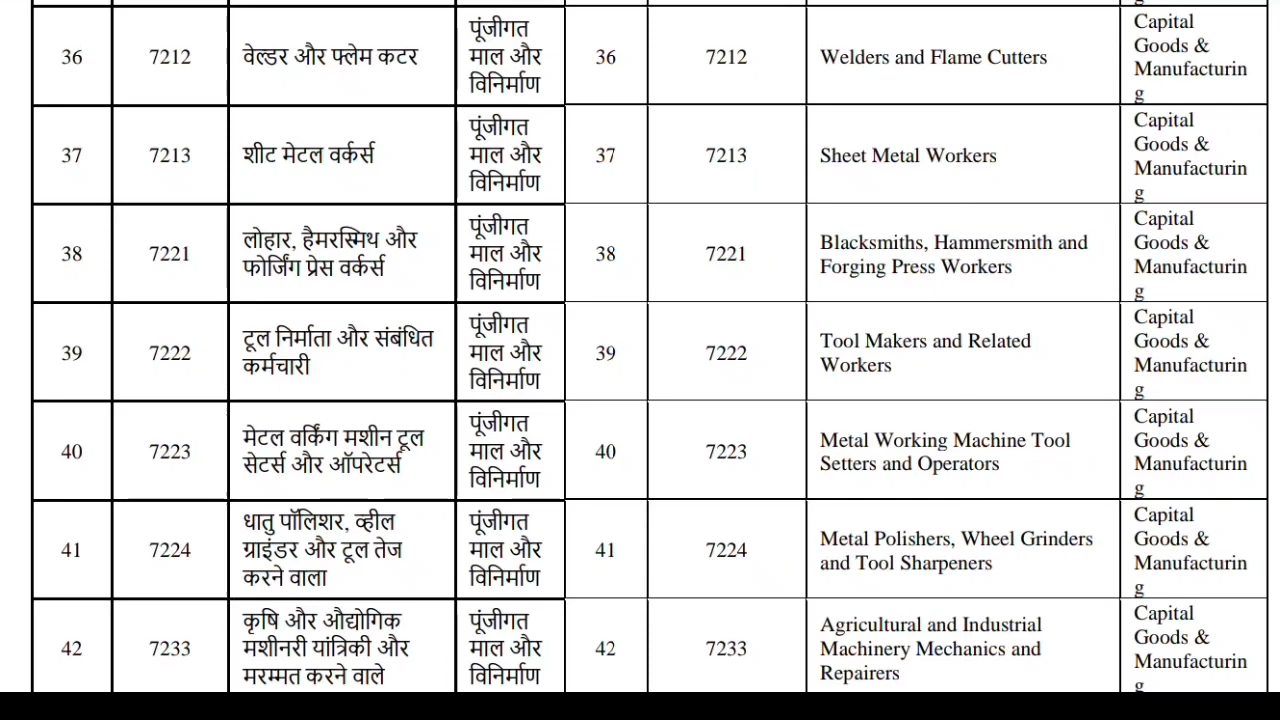 g
36 7212 वेल्डर और फ्लेम कटर पूंजीगत माल और विनिर्माण 36 7212 Welders and Flame Cutters Capital Goods & Manufacturin g
37 7213 शीट मेटल वर्कर्स पूंजीगत माल और विनिर्माण 37 7213 Sheet Metal Workers Capital Goods & Manufacturin g
38 7221 लोहार, हैमरस्मिथ और फोर्जिंग प्रेस वर्कर्स पूंजीगत माल और विनिर्माण 38 7221 Blacksmiths, Hammersmith and Forging Press Workers Capital Goods & Manufacturin g
39 7222 टूल निर्माता और संबंधित कर्मचारी पूंजीगत माल और विनिर्माण 39 7222 Tool Makers and Related Workers Capital Goods & Manufacturin g
40 7223 मेटल वर्किंग मशीन टूल सेटर्स और ऑपरेटर्स पूंजीगत माल और विनिर्माण 40 7223 Metal Working Machine Tool Setters and Operators Capital Goods & Manufacturin g
41 7224 धातु पॉलिशर, व्हील ग्राइंडर और टूल तेज करने वाला पूंजीगत माल और विनिर्माण 41 7224 Metal Polishers, Wheel Grinders and Tool Sharpeners Capital Goods & Manufacturin g
42 7233 कृषि और औद्योगिक मशीनरी यांत्रिकी और मरम्मत करने वाले पूंजीगत माल और विनिर्माण 42 7233 Agricultural and Industrial Machinery Mechanics and Repairers Capital Goods & Manufacturin g